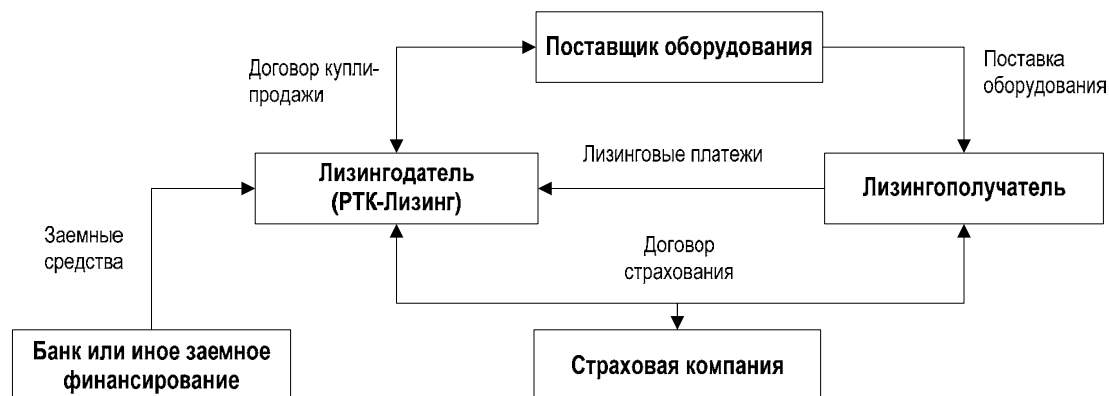 Поставщик оборудования
Договор купли-
продажи
Поставка
оборудования
Лизингодатель
(РТК-Лизинг)
Лизинговые платежи
Лизингополучатель
Заемные
средства
Договор
страхования
Банк или иное заемное
финансирование
Страховая компания